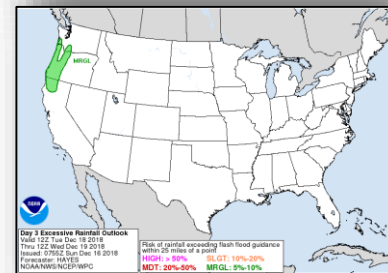 MRGL
NOAA
Day 3 Excessive Rainfall Outlook
Valid 12Z Tue Dec 18 2018
Thru 12Z Wed Dec 19 2018
Issued: 0755Z Sun Dec 16 2018
Forecaster: HAYES
NOAA/NWS/NCEP/WPC
Risk of rainfall exceeding flash flood guidance
within 25 miles of a point
HIGH: > 50% SLGT: 10%-20%
MDT: 20%-50% MRGL: 5%-10%